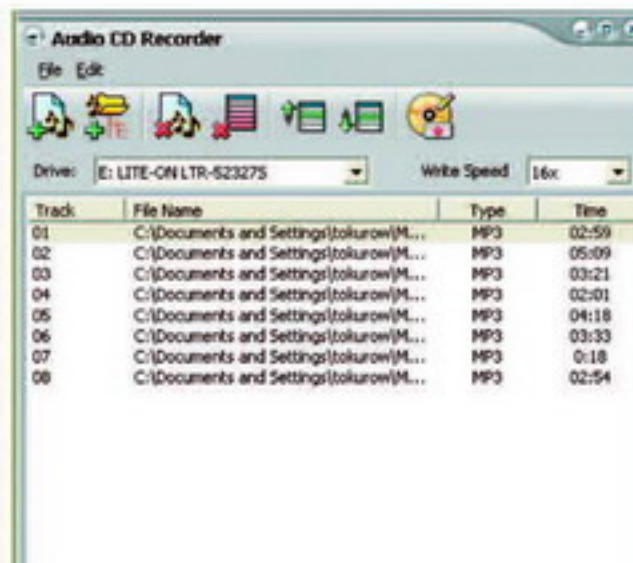 Audio CD Recorder
File Edit
Drive: E: LITE-ON LTR-52327S Write Speed 16x
Track File Name Type Time
01 C:\Documents and Settings\tokurow\M... MP3 02:59
02 C:\Documents and Settings\tokurow\M... MP3 05:09
03 C:\Documents and Settings\tokurow\M... MP3 03:21
04 C:\Documents and Settings\tokurow\M... MP3 02:01
05 C:\Documents and Settings\tokurow\M... MP3 04:18
06 C:\Documents and Settings\tokurow\M... MP3 03:33
07 C:\Documents and Settings\tokurow\M... MP3 0:18
08 C:\Documents and Settings\tokurow\M... MP3 02:54